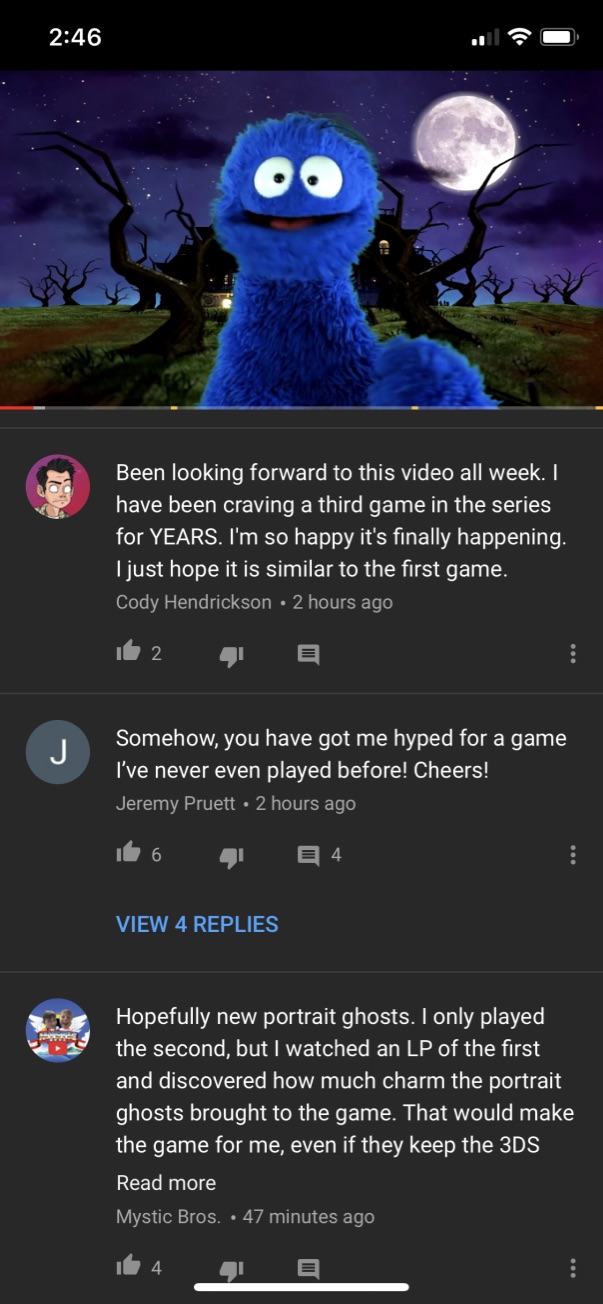 2:46
Been looking forward to this video all week. I
have been craving a third game in the series
for YEARS. I'm so happy it's finally happening.
I just hope it is similar to the first game.
Cody Hendrickson • 2 hours ago
2
J
Somehow, you have got me hyped for a game
I’ve never even played before! Cheers!
Jeremy Pruett • 2 hours ago
6 4
VIEW 4 REPLIES
Hopefully new portrait ghosts. I only played
the second, but I watched an LP of the first
and discovered how much charm the portrait
ghosts brought to the game. That would make
the game for me, even if they keep the 3DS
Read more
Mystic Bros. • 47 minutes ago
4